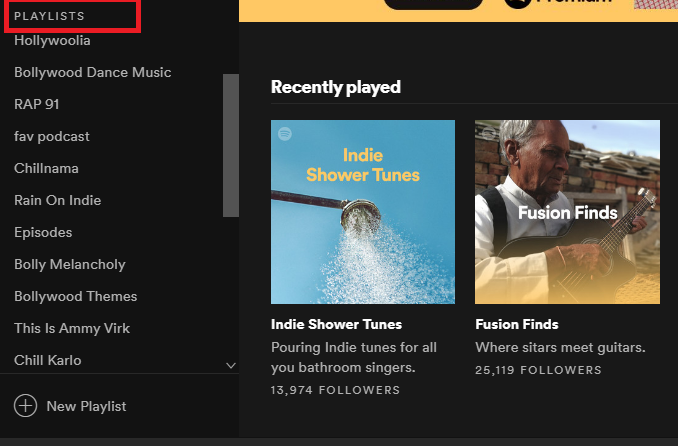 PLAYLISTS
Hollywoolia
Bollywood Dance Music
RAP 91
fav podcast
Chillnama
Rain On Indie
Episodes
Bolly Melancholy
Bollywood Themes
This Is Ammy Virk
Chill Karlo
New Playlist
Premium
Recently played
Indie
Shower Tunes
Indie Shower Tunes
Pouring Indie tunes for all
you bathroom singers.
13,974 FOLLOWERS
Fusion Finds
Fusion Finds
Where sitars meet guitars.
25,119 FOLLOWERS